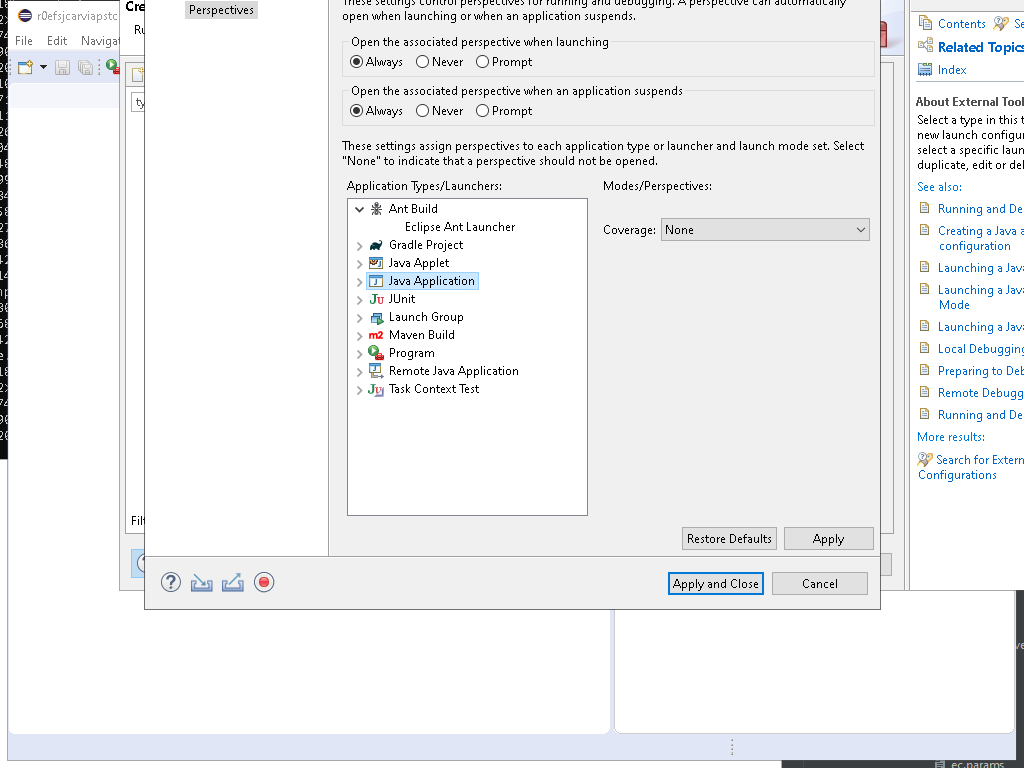 r0efsjcarviapstc
File Edit Naviga
Cre
Ru
ty
Filt
Perspectives
These settings control perspectives for running and debugging. A perspective can automatically
open when launching or when an application suspends.
Open the associated perspective when launching
Always Never Prompt
Open the associated perspective when an application suspends
Always Never Prompt
These settings assign perspectives to each application type or launcher and launch mode set. Select
"None" to indicate that a perspective should not be opened.
Application Types/Launchers:
Modes/Perspectives:
Ant Build
Eclipse Ant Launcher
Gradle Project
Java Applet
Java Application
JUnit
Launch Group
Maven Build
Program
Remote Java Application
Task Context Test
Coverage: None
Restore Defaults Apply
Apply and Close Cancel
Contents Se
Related Topics
Index
About External Tool
Select a type in this t
new launch configur
select a specific laun
duplicate, edit or del
See also:
Running and De
Creating a Java a
configuration
Launching a Java
Launching a Java
Mode
Launching a Java
Local Debugging
Preparing to Deb
Remote Debugg
Running and De
More results:
Search for Extern
Configurations
ec.params